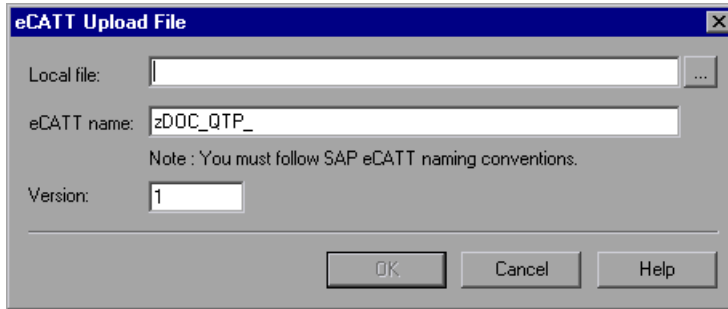 eCATT Upload File
Local file:
...
eCATT name: zDOC_QTP_
Note : You must follow SAP eCATT naming conventions.
Version: 1
OK Cancel Help